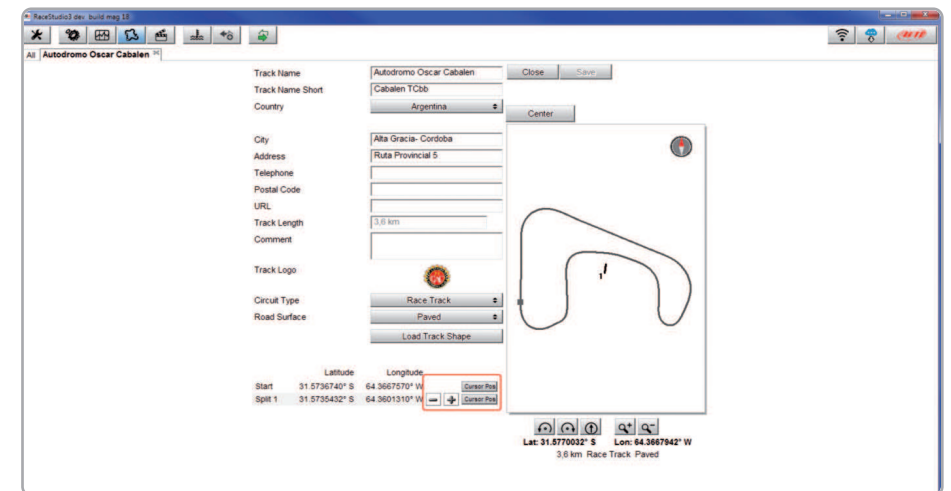 RaceStudio3 dev build mag 18
AiM
All Autodromo Oscar Cabalen
Track Name Autodromo Oscar Cabalen Close Save
Track Name Short Cabalen TCbb
Country Argentina Center
City Alta Gracia- Cordoba
Address Ruta Provincial 5
Telephone
Postal Code
URL
Track Length 3,6 km
Comment
Track Logo
1
Circuit Type Race Track
Road Surface Paved
Load Track Shape
Latitude Longitude
Start 31.5736740° S 64.3667570° W Cursor Pos
Split 1 31.5735432° S 64.3601310° W Cursor Pos
Lat: 31.5770032° S Lon: 64.3667942° W
3,6 km Race Track Paved